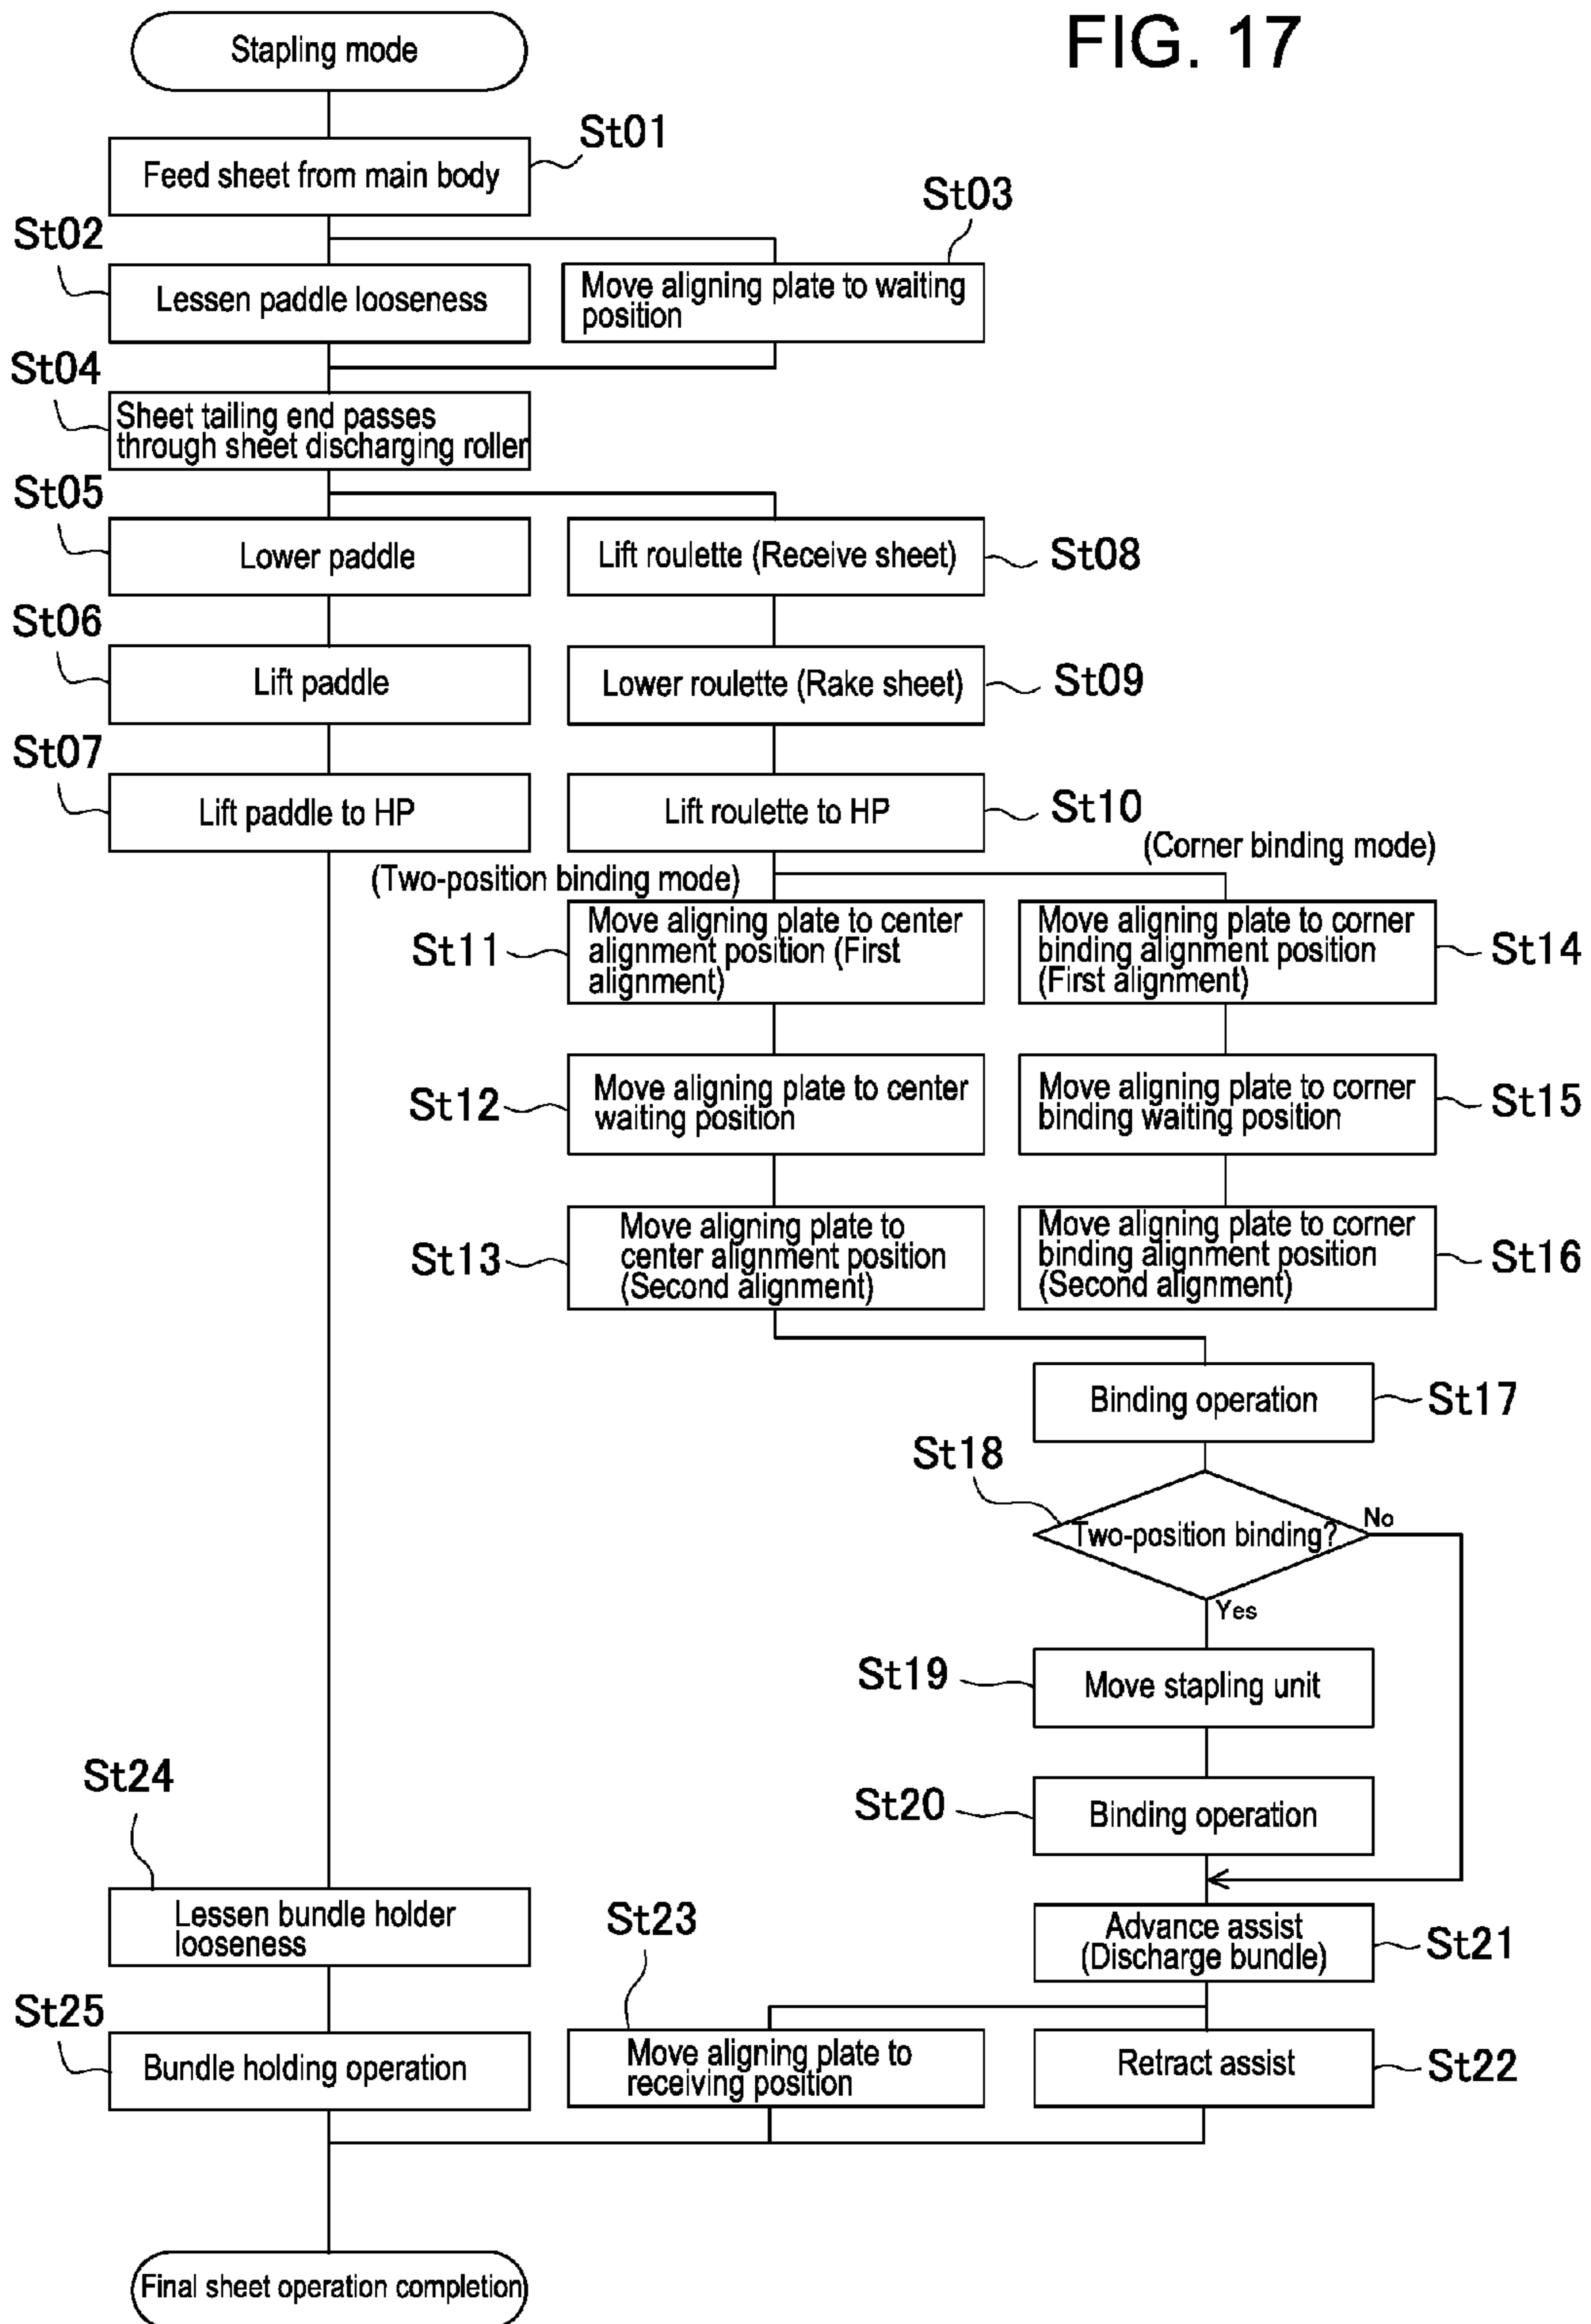 FIG. 17
Stapling mode
St01
Feed sheet from main body
St02
St03
Lessen paddle looseness
Move aligning plate to waiting
position
St04
Sheet tailing end passes
through sheet discharging roller
St05
Lower paddle
Lift roulette (Receive sheet)
St08
St06
Lift paddle
Lower roulette (Rake sheet)
St09
St07
Lift paddle to HP
Lift roulette to HP
St10
(Corner binding mode)
(Two-position binding mode)
St11
Move aligning plate to center
alignment position (First
alignment)
Move aligning plate to corner
binding alignment position
(First alignment)
St14
St12
Move aligning plate to center
waiting position
Move aligning plate to corner
binding waiting position
St15
St13
Move aligning plate to
center alignment position
(Second alignment)
Move aligning plate to corner
binding alignment position
(Second alignment)
St16
Binding operation
St17
St18
Two-position binding?
No
Yes
St19
Move stapling unit
St20
Binding operation
St24
Lessen bundle holder
looseness
St23
Advance assist
(Discharge bundle)
St21
St25
Bundle holding operation
Move aligning plate to
receiving position
Retract assist
St22
Final sheet operation completion